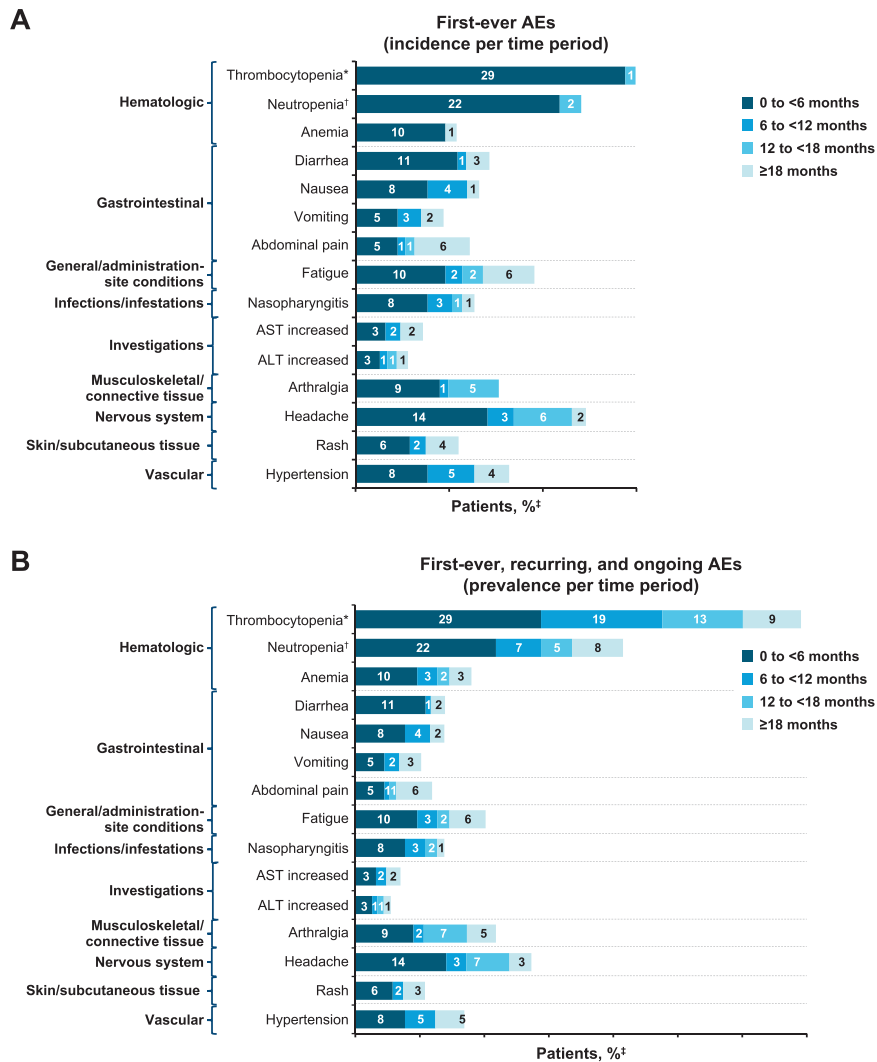 A
First-ever AEs
(incidence per time period)
Hematologic
Thrombocytopenia* 29 1
Neutropenia† 22 2
Anemia 10 1
0 to <6 months
6 to <12 months
12 to <18 months
≥18 months
Gastrointestinal
Diarrhea 11 1 3
Nausea 8 4 1
Vomiting 5 3 2
Abdominal pain 5 1 1 6
General/administration-
site conditions
Fatigue 10 2 2 6
Infections/infestations
Nasopharyngitis 8 3 1 1
Investigations
AST increased 3 2 2
ALT increased 3 1 1 1
Musculoskeletal/
connective tissue
Arthralgia 9 1 5
Nervous system
Headache 14 3 6 2
Skin/subcutaneous tissue
Rash 6 2 4
Vascular
Hypertension 8 5 4
Patients, %‡
B
First-ever, recurring, and ongoing AEs
(prevalence per time period)
Hematologic
Thrombocytopenia* 29 19 13 9
Neutropenia† 22 7 5 8
Anemia 10 3 2 3
0 to <6 months
6 to <12 months
12 to <18 months
≥18 months
Gastrointestinal
Diarrhea 11 1 2
Nausea 8 4 2
Vomiting 5 2 3
Abdominal pain 5 1 1 6
General/administration-
site conditions
Fatigue 10 3 2 6
Infections/infestations
Nasopharyngitis 8 3 2 1
Investigations
AST increased 3 2 2
ALT increased 3 1 1 1
Musculoskeletal/
connective tissue
Arthralgia 9 2 7 5
Nervous system
Headache 14 3 7 3
Skin/subcutaneous tissue
Rash 6 2 3
Vascular
Hypertension 8 5 5
Patients, %‡